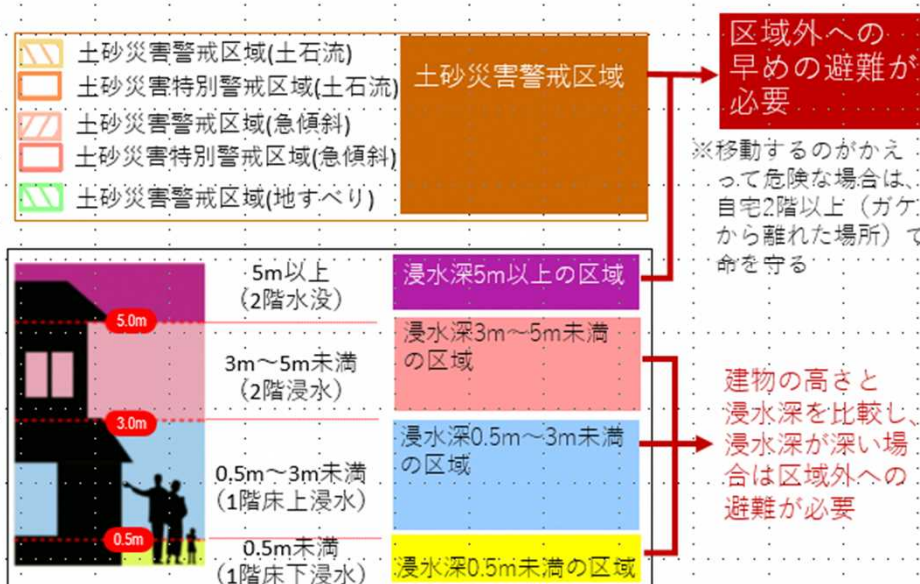 土砂災害警戒区域(土石流)
土砂災害特別警戒区域(土石流)
土砂災害警戒区域(急傾斜)
土砂災害特別警戒区域(急傾斜)
土砂災害警戒区域(地すべり)
土砂災害警戒区域
区域外への
早めの避難が
必要
※移動するのがかえ
って危険な場合は、
自宅2階以上（ガケ
から離れた場所）で
命を守る
5.0m
3.0m
0.5m
5m以上
（2階水没）
3m～5m未満
（2階浸水）
0.5m～3m未満
（1階床上浸水）
0.5m未満
（1階床下浸水）
浸水深5m以上の区域
浸水深3m～5m未満
の区域
浸水深0.5m～3m未満
の区域
浸水深0.5m未満の区域
建物の高さと
浸水深を比較し、
浸水深が深い場
合は区域外への
避難が必要